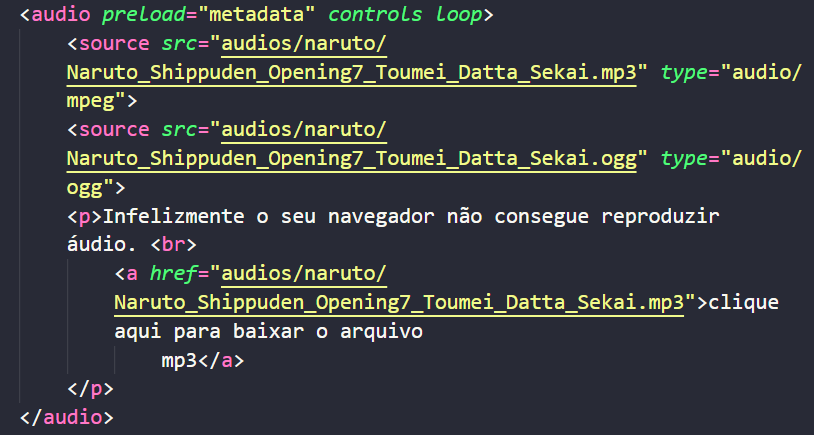 <audio preload="metadata" controls loop>
<source src="audios/naruto/
Naruto_Shippuden_Opening7_Toumei_Datta_Sekai.mp3" type="audio/
mpeg">
<source src="audios/naruto/
Naruto_Shippuden_Opening7_Toumei_Datta_Sekai.ogg" type="audio/
ogg">
<p>Infelizmente o seu navegador não consegue reproduzir
áudio. <br>
<a href="audios/naruto/
Naruto_Shippuden_Opening7_Toumei_Datta_Sekai.mp3">clique
aqui para baixar o arquivo
mp3</a>
</p>
</audio>